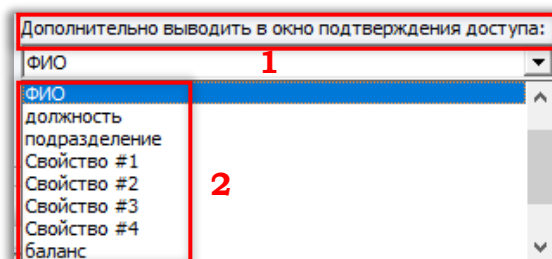 Дополнительно выводить в окно подтверждения доступа:
ФИО
1
ФИО
должность
подразделение
Свойство #1
Свойство #2
2
Свойство #3
Свойство #4
баланс